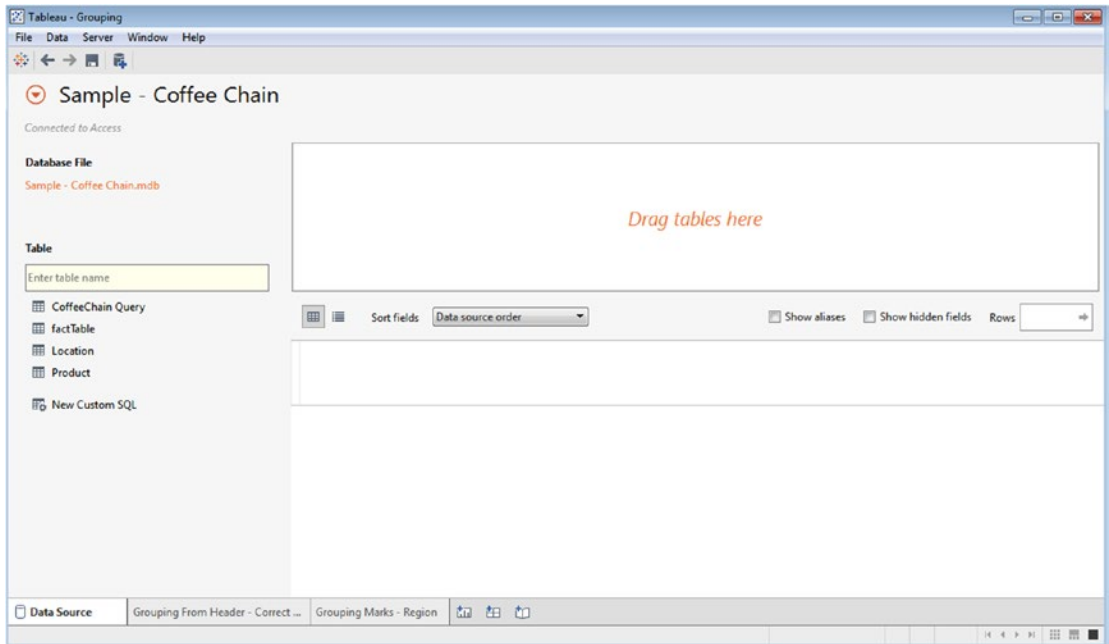 Tableau - Grouping
File Data Server Window Help
Sample - Coffee Chain
Connected to Access
Database File
Sample - Coffee Chain.mdb
Drag tables here
Table
Enter table name
CoffeeChain Query
factTable
Location
Product
New Custom SQL
Sort fields Data source order Show aliases Show hidden fields Rows
Data Source Grouping From Header - Correct ... Grouping Marks - Region